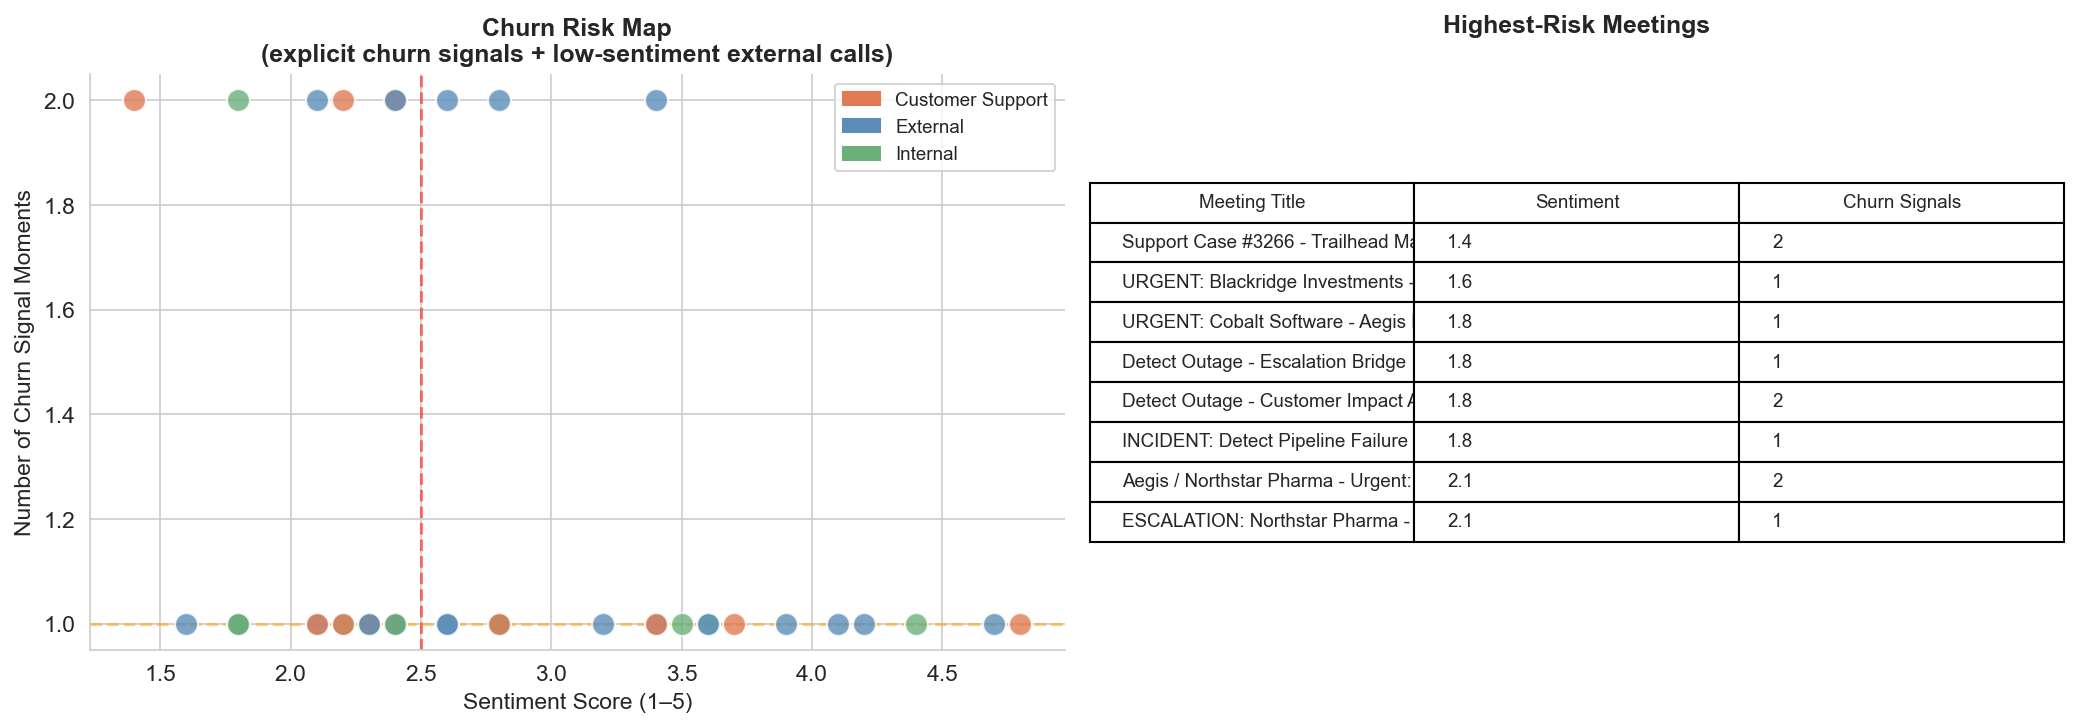 Churn Risk Map
(explicit churn signals + low-sentiment external calls)
Number of Churn Signal Moments
2.0
1.8
1.6
1.4
1.2
1.0
Customer Support
External
Internal
1.5 2.0 2.5 3.0 3.5 4.0 4.5
Sentiment Score (1–5)
Highest-Risk Meetings
Meeting Title Sentiment Churn Signals
Support Case #3266 - Trailhead 1.4 2
URGENT: Blackridge Investments - 1.6 1
URGENT: Cobalt Software - Aegis 1.8 1
Detect Outage - Escalation Bridge 1.8 1
Detect Outage - Customer Impact 1.8 2
INCIDENT: Detect Pipeline Failure 1.8 1
Aegis / Northstar Pharma - Urgent: 2.1 2
ESCALATION: Northstar Pharma - 2.1 1